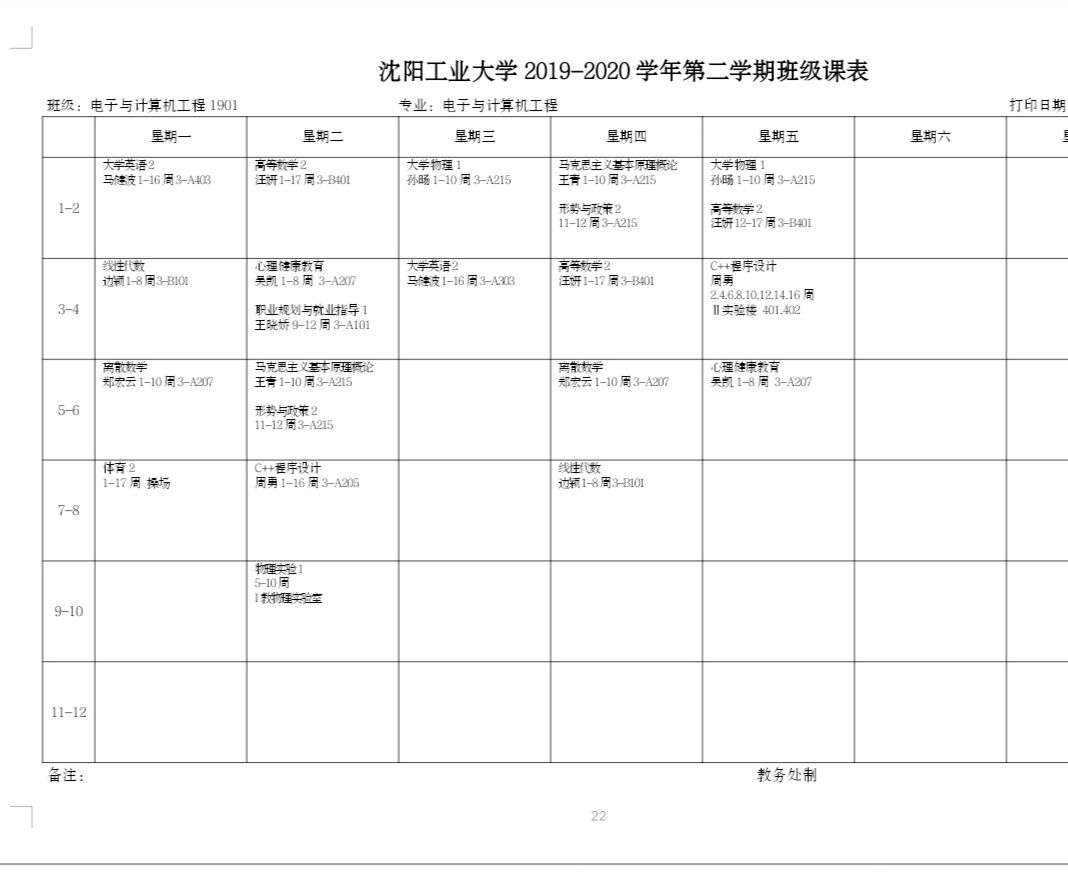 沈阳工业大学 2019-2020 学年第二学期班级课表
班级：电子与计算机工程 1901 专业：电子与计算机工程 打印日期
星期一 星期二 星期三 星期四 星期五 星期六
1-2
大学英语 2
马健波 1-16 周 3-A403
高等数学 2
汪妍 1-17 周 3-B401
大学物理 1
孙旸 1-10 周 3-A215
马克思主义基本原理概论
王青 1-10 周 3-A215
形势与政策 2
11-12 周 3-A215
大学物理 1
孙旸 1-10 周 3-A215
高等数学 2
汪妍 12-17 周 3-B401
3-4
线性代数
边颖 1-8 周 3-B101
心理健康教育
吴凯 1-8 周 3-A207
职业规划与就业指导 1
王晓娇 9-12 周 3-A101
大学英语 2
马健波 1-16 周 3-A303
高等数学 2
汪妍 1-17 周 3-B401
C++程序设计
周勇
2.4.6.8.10.12.14.16 周
Ⅱ实验楼 401.402
5-6
离散数学
郑宏云 1-10 周 3-A207
马克思主义基本原理概论
王青 1-10 周 3-A215
形势与政策 2
11-12 周 3-A215
离散数学
郑宏云 1-10 周 3-A207
心理健康教育
吴凯 1-8 周 3-A207
7-8
体育 2
1-17 周 操场
C++程序设计
周勇 1-16 周 3-A205
线性代数
边颖 1-8 周 3-B101
9-10
物理实验 1
5-10 周
I 教物理实验室
11-12
备注： 教务处制
22